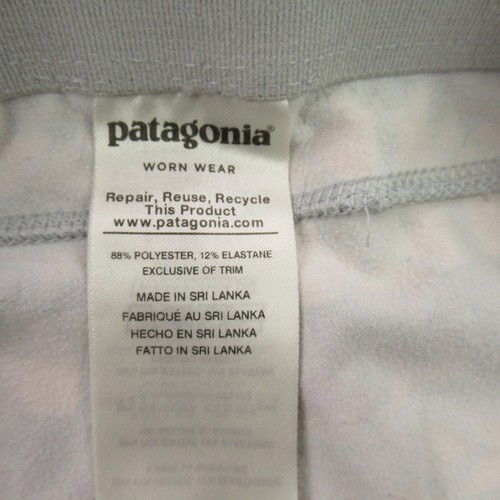 patagonia®
WORN WEAR
Repair, Reuse, Recycle
This Product
www.patagonia.com
88% POLYESTER, 12% ELASTANE
EXCLUSIVE OF TRIM
MADE IN SRI LANKA
FABRIQUÉ AU SRI LANKA
HECHO EN SRI LANKA
FATTO IN SRI LANKA